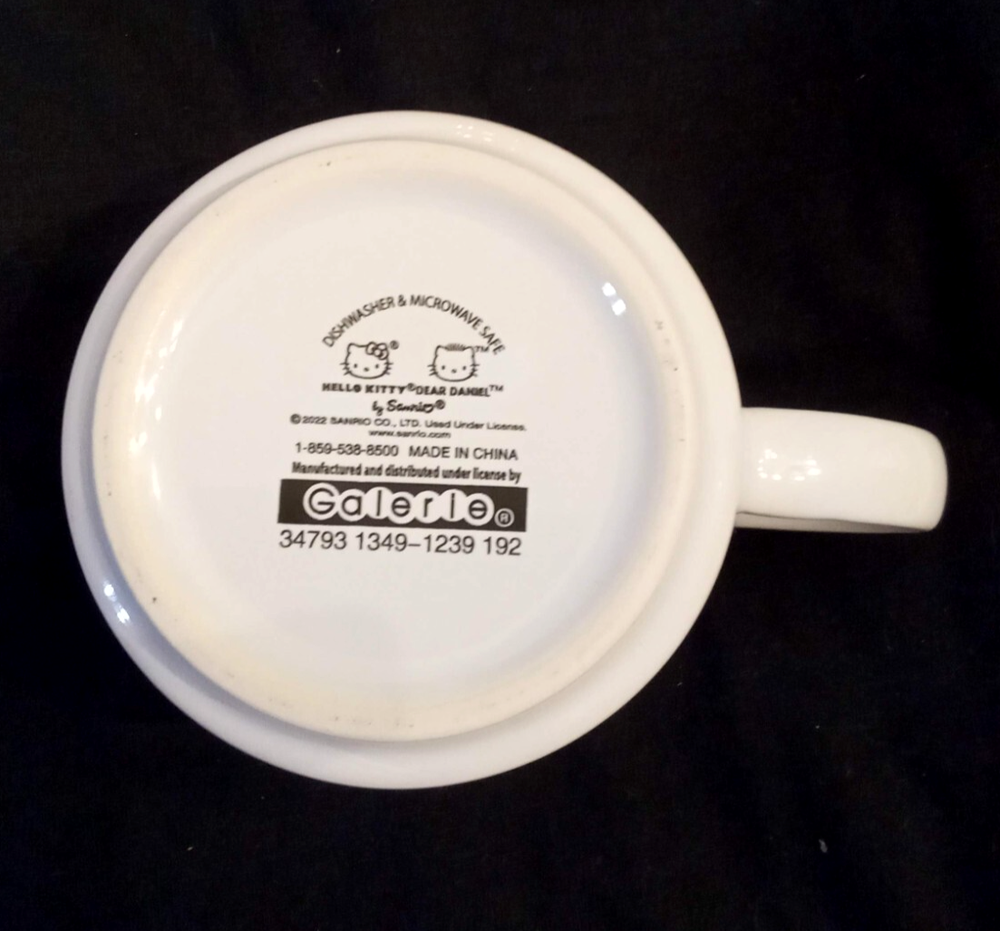 DISHWASHER & MICROWAVE SAFE
® ™
HELLO KITTY® DEAR DANIEL™
by Sanrio®
©2022 SANRIO CO., LTD. Used Under License.
www.sanrio.com
1-859-538-8500 MADE IN CHINA
Manufactured and distributed under license by
Galerie®
34793 1349-1239 192